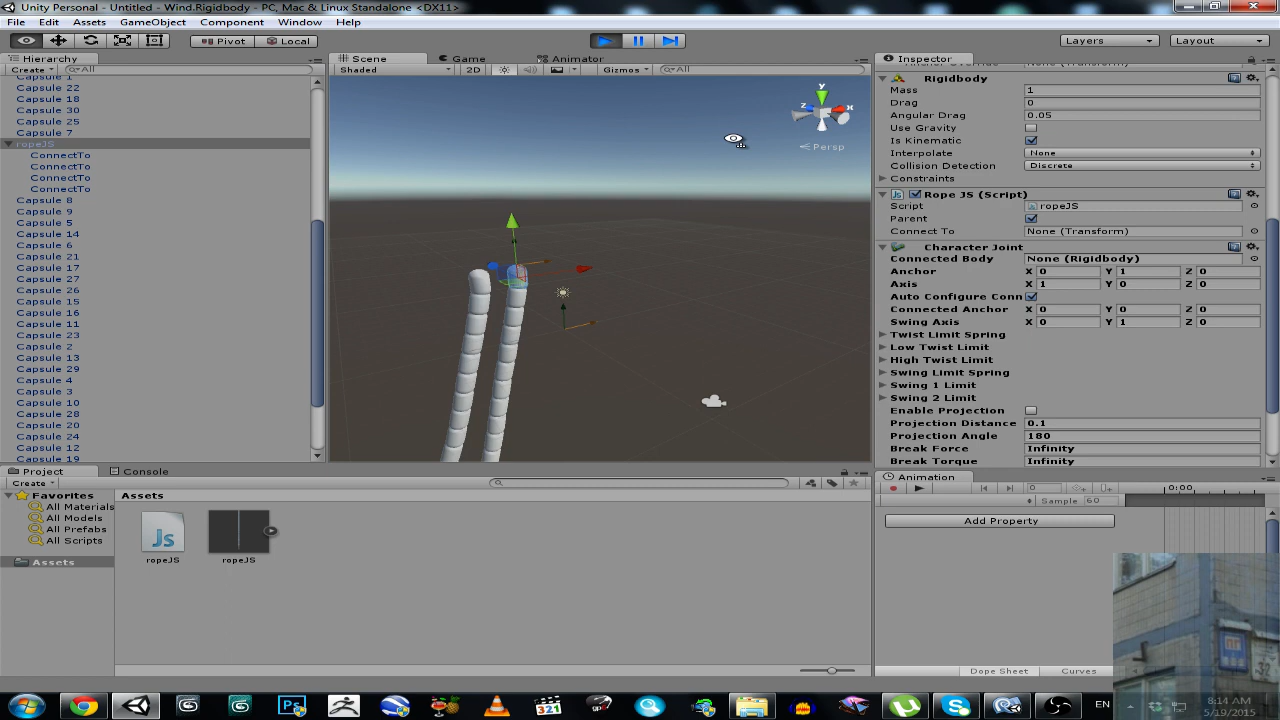 Unity Personal - Untitled - Wind.Rigidbody - PC, Mac & Linux Standalone <DX11>
File Edit Assets GameObject Component Window Help
Pivot Local Layers Layout
Hierarchy
Create All
Capsule 1
Capsule 22
Capsule 18
Capsule 30
Capsule 25
Capsule 7
ropeJS
ConnectTo
ConnectTo
ConnectTo
ConnectTo
Capsule 8
Capsule 9
Capsule 5
Capsule 14
Capsule 6
Capsule 21
Capsule 17
Capsule 27
Capsule 26
Capsule 15
Capsule 16
Capsule 11
Capsule 23
Capsule 2
Capsule 13
Capsule 29
Capsule 4
Capsule 3
Capsule 10
Capsule 28
Capsule 20
Capsule 24
Capsule 12
Capsule 19
Scene Game Animator
Shaded 2D Gizmos All
y
z x
Persp
Inspector
Rigidbody
Mass 1
Drag 0
Angular Drag 0.05
Use Gravity
Is Kinematic
Interpolate None
Collision Detection Discrete
Constraints
Rope JS (Script)
Script ropeJS
Parent
Connect To None (Transform)
Character Joint
Connected Body None (Rigidbody)
Anchor X 0 Y 1 Z 0
Axis X 1 Y 0 Z 0
Auto Configure Conn
Connected Anchor X 0 Y 0 Z 0
Swing Axis X 0 Y 1 Z 0
Twist Limit Spring
Low Twist Limit
High Twist Limit
Swing Limit Spring
Swing 1 Limit
Swing 2 Limit
Enable Projection
Projection Distance 0.1
Projection Angle 180
Break Force Infinity
Break Torque Infinity
Project Console
Create
Favorites
All Materials
All Models
All Prefabs
All Scripts
Assets
Assets
Js
ropeJS ropeJS
Animation
0 0:00
Sample 60
Add Property
Dope Sheet Curves
321
EN
8:14 AM
5/19/2015